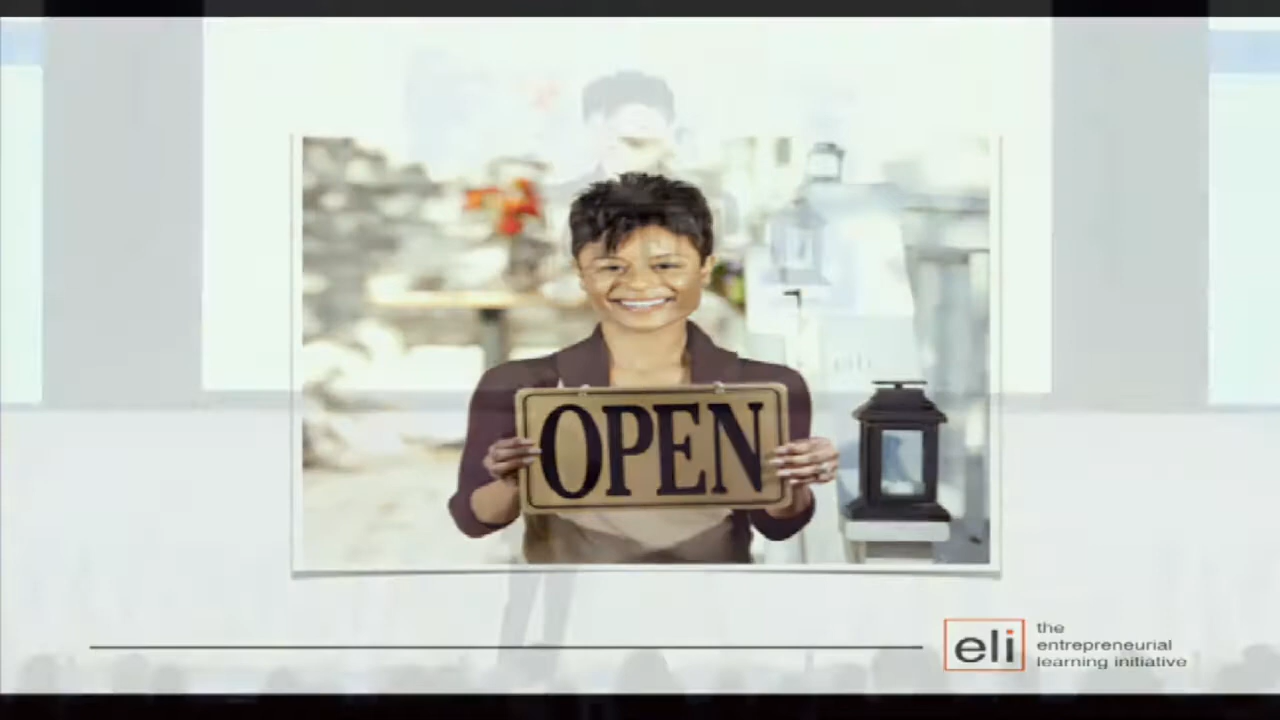 OPEN
eli
the
entrepreneurial
learning initiative